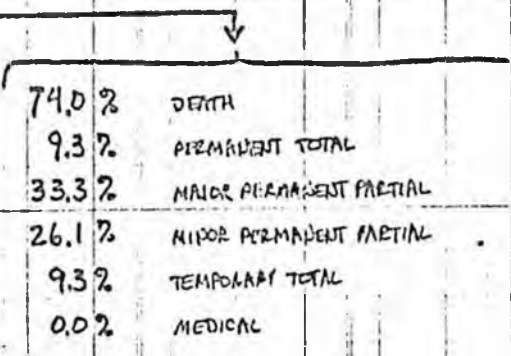 74.0 % DEATH
9.3 % PERMANENT TOTAL
33.3 % MAJOR PERMANENT PARTIAL
26.1 % MINOR PERMANENT PARTIAL
9.3 % TEMPORARY TOTAL
0.0 % MEDICAL